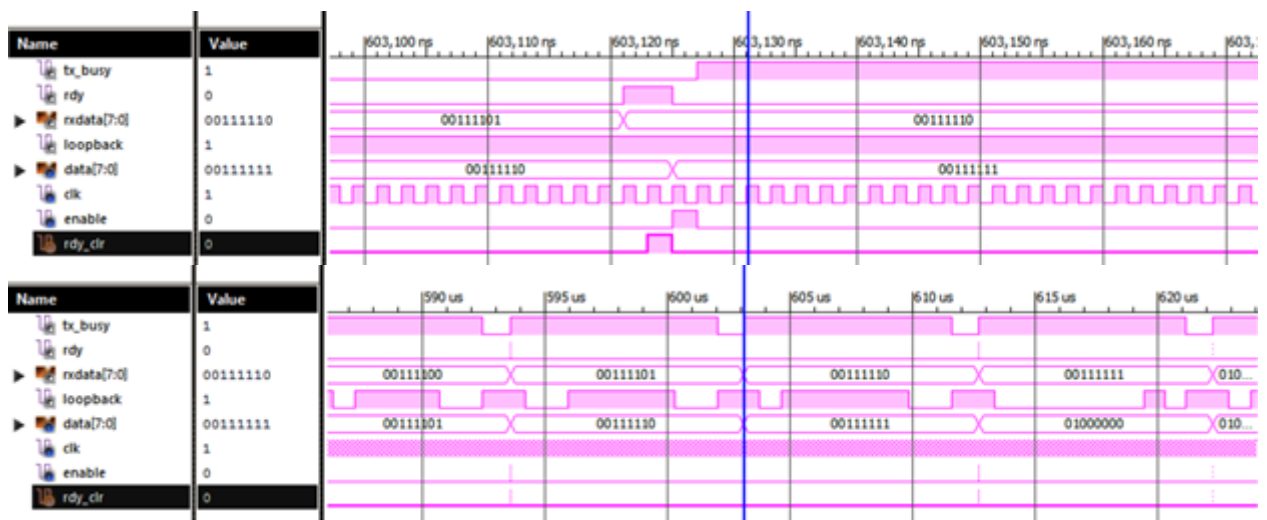 Name Value 603,100 ns 603,110 ns 603,120 ns 603,130 ns 603,140 ns 603,150 ns 603,160 ns 603,
tx_busy 1
rdy 0
rxdata[7:0] 00111110 00111101 00111110
loopback 1
data[7:0] 00111111 00111110 00111111
clk 1
enable 0
rdy_clr 0
Name Value 590 us 595 us 600 us 605 us 610 us 615 us 620 us
tx_busy 1
rdy 0
rxdata[7:0] 00111110 00111100 00111101 00111110 00111111 010...
loopback 1
data[7:0] 00111111 00111101 00111110 00111111 01000000 010...
clk 1
enable 0
rdy_clr 0